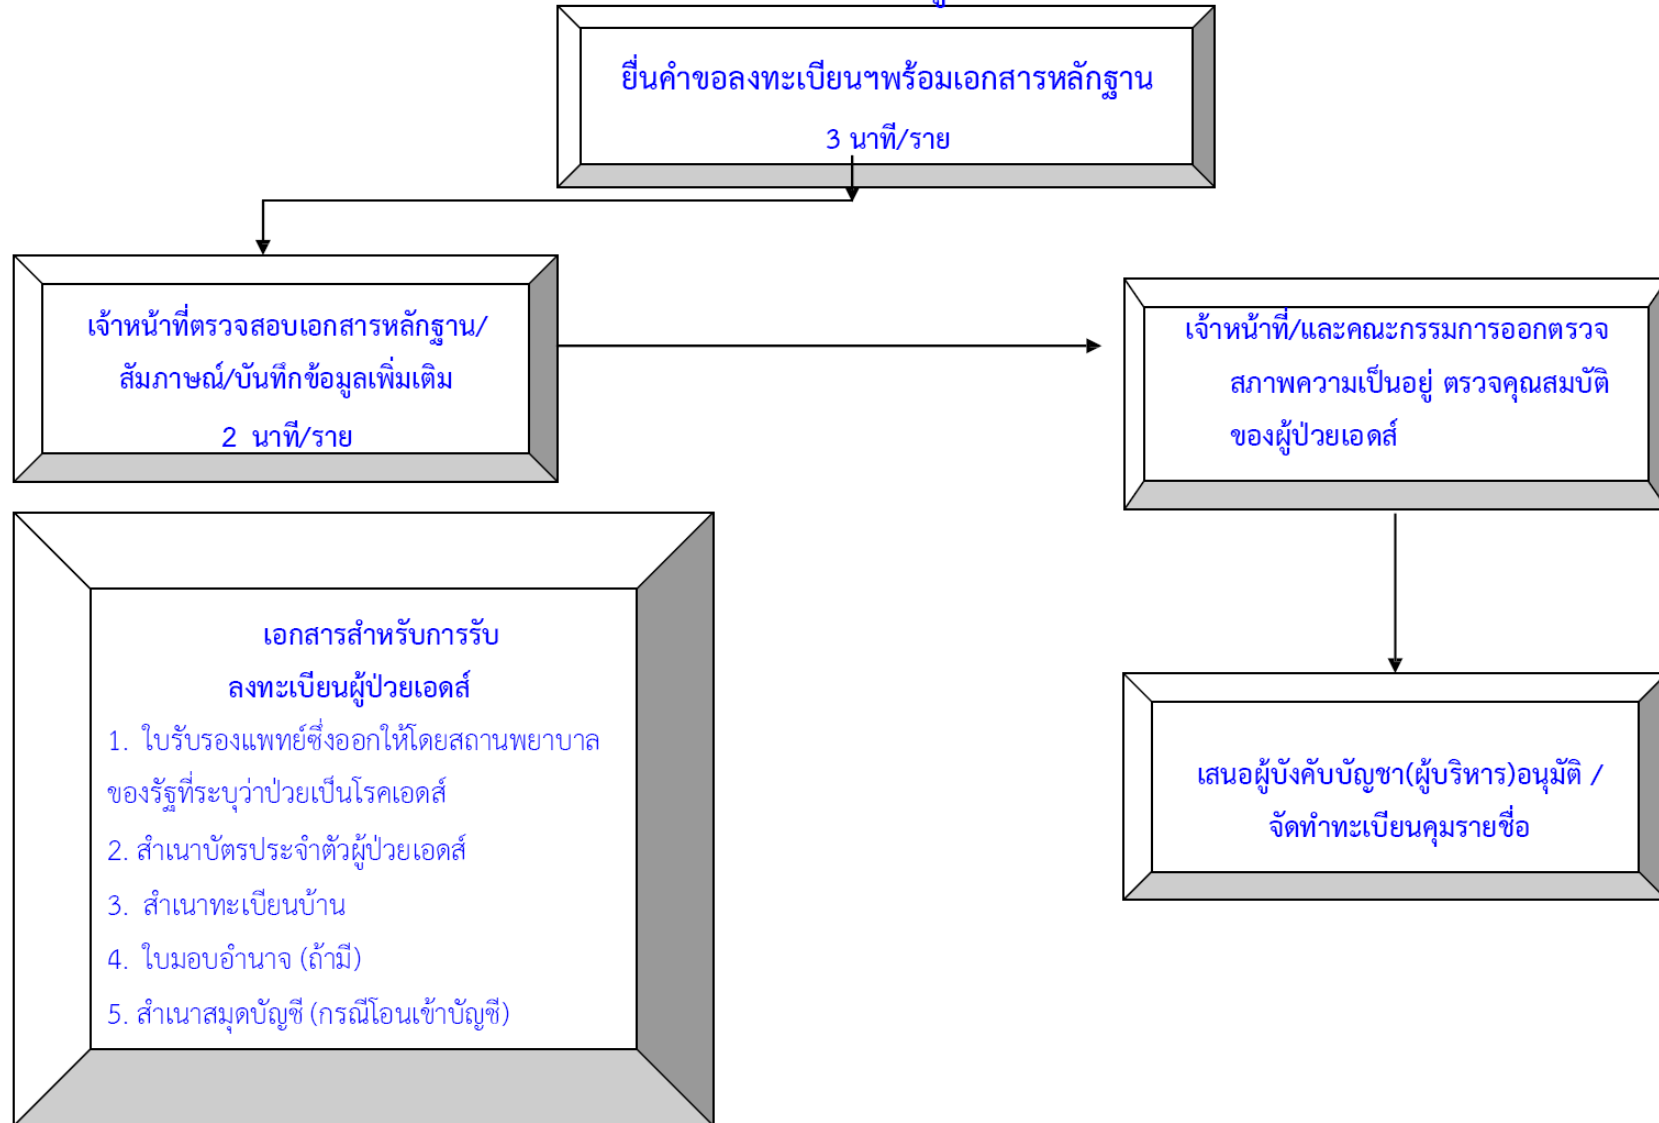 ยื่นคำขอลงทะเบียนฯพร้อมเอกสารหลักฐาน
3 นาที/ราย
เจ้าหน้าที่ตรวจสอบเอกสารหลักฐาน/
สัมภาษณ์/บันทึกข้อมูลเพิ่มเติม
2 นาที/ราย
เจ้าหน้าที่/และคณะกรรมการออกตรวจ
สภาพความเป็นอยู่ ตรวจคุณสมบัติ
ของผู้ป่วยเอดส์
เอกสารสำหรับการรับ
ลงทะเบียนผู้ป่วยเอดส์
1. ใบรับรองแพทย์ซึ่งออกให้โดยสถานพยาบาล
ของรัฐที่ระบุว่าป่วยเป็นโรคเอดส์
2. สำเนาบัตรประจำตัวผู้ป่วยเอดส์
3. สำเนาทะเบียนบ้าน
4. ใบมอบอำนาจ (ถ้ามี)
5. สำเนาสมุดบัญชี (กรณีโอนเข้าบัญชี)
เสนอผู้บังคับบัญชา(ผู้บริหาร)อนุมัติ /
จัดทำทะเบียนคุมรายชื่อ